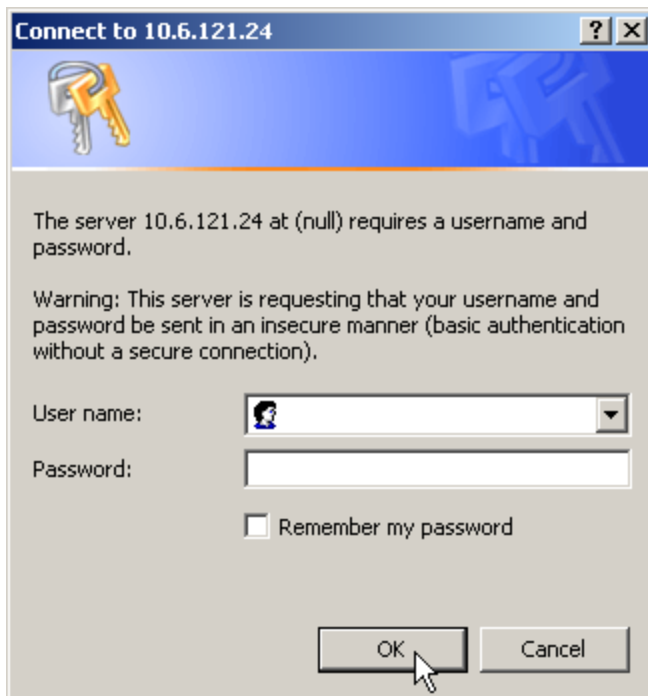 Connect to 10.6.121.24
The server 10.6.121.24 at (null) requires a username and
password.
Warning: This server is requesting that your username and
password be sent in an insecure manner (basic authentication
without a secure connection).
User name:
Password:
Remember my password
OK Cancel